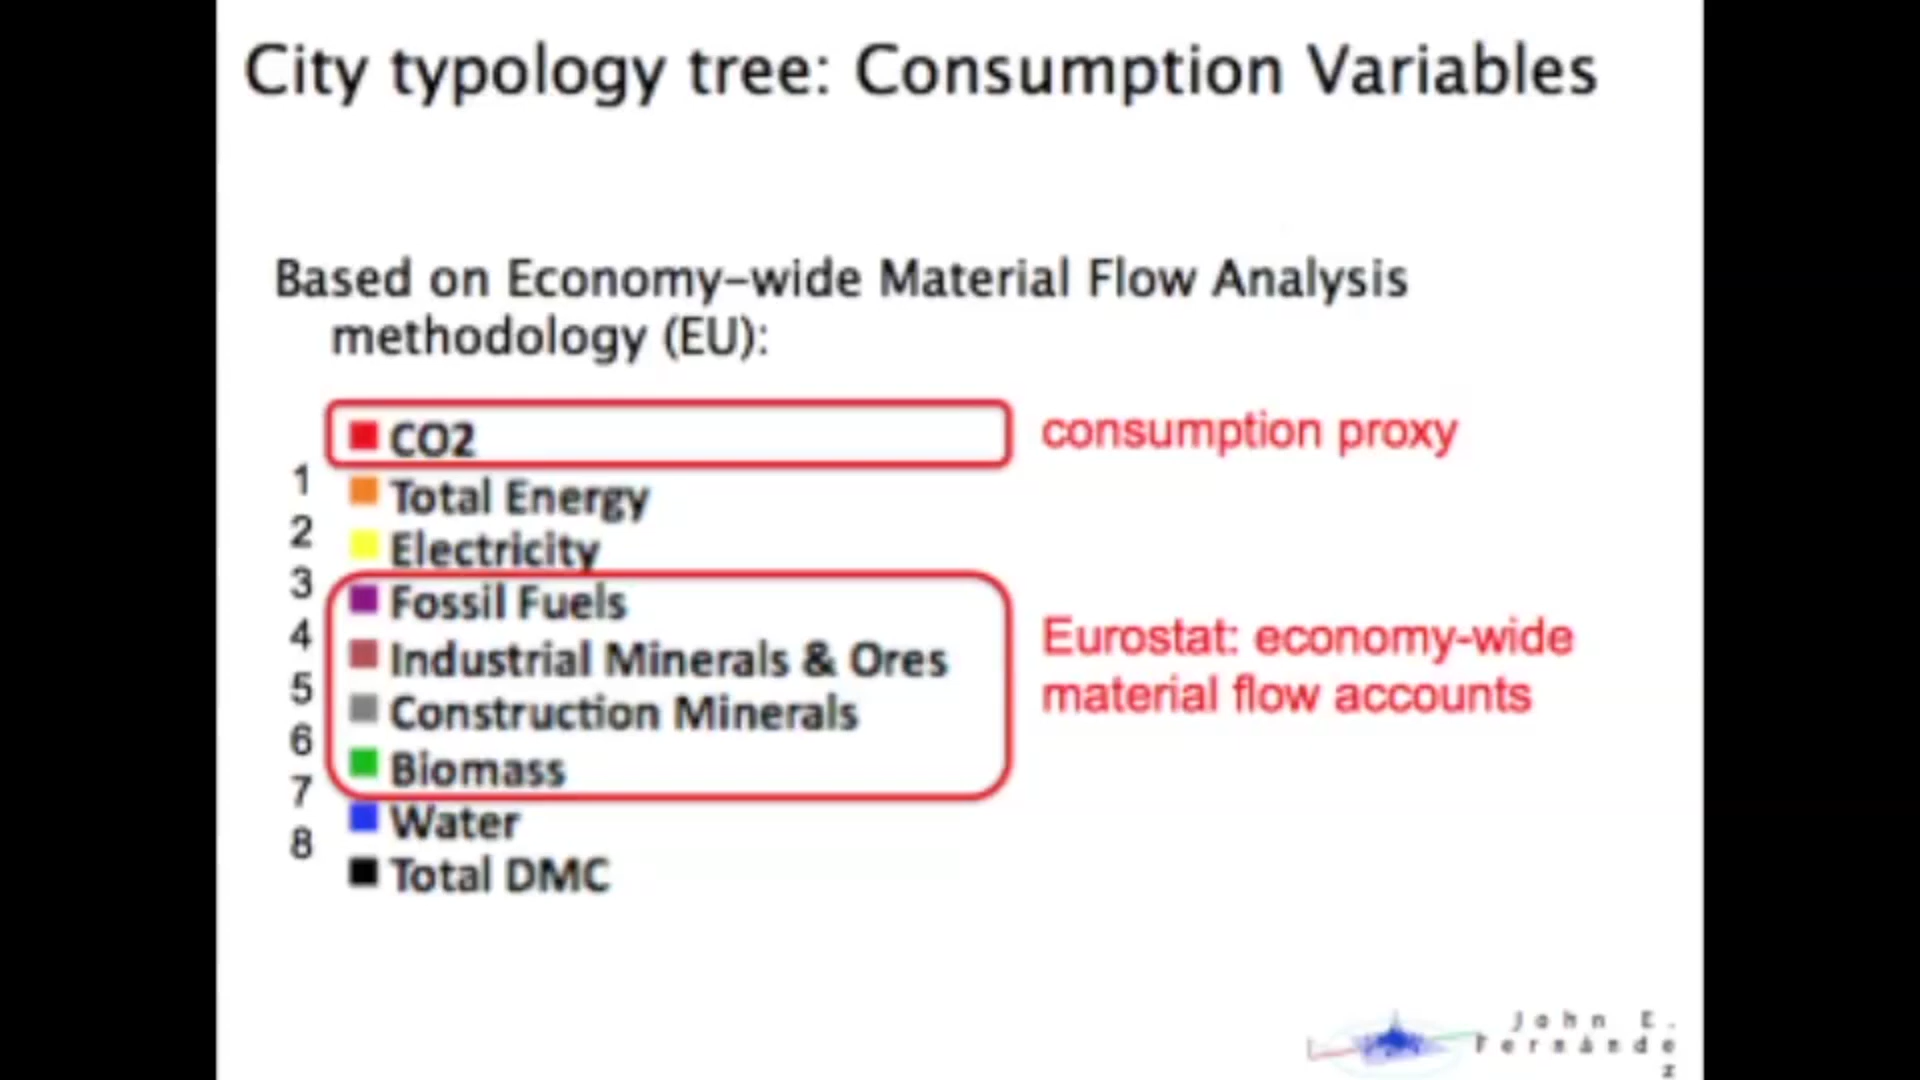 City typology tree: Consumption Variables
Based on Economy-wide Material Flow Analysis
methodology (EU):
CO2
consumption proxy
1
Total Energy
2
Electricity
3
Fossil Fuels
4
Industrial Minerals & Ores
Eurostat: economy-wide
material flow accounts
5
Construction Minerals
6
Biomass
7
Water
8
Total DMC
John E.
Fernánde
z